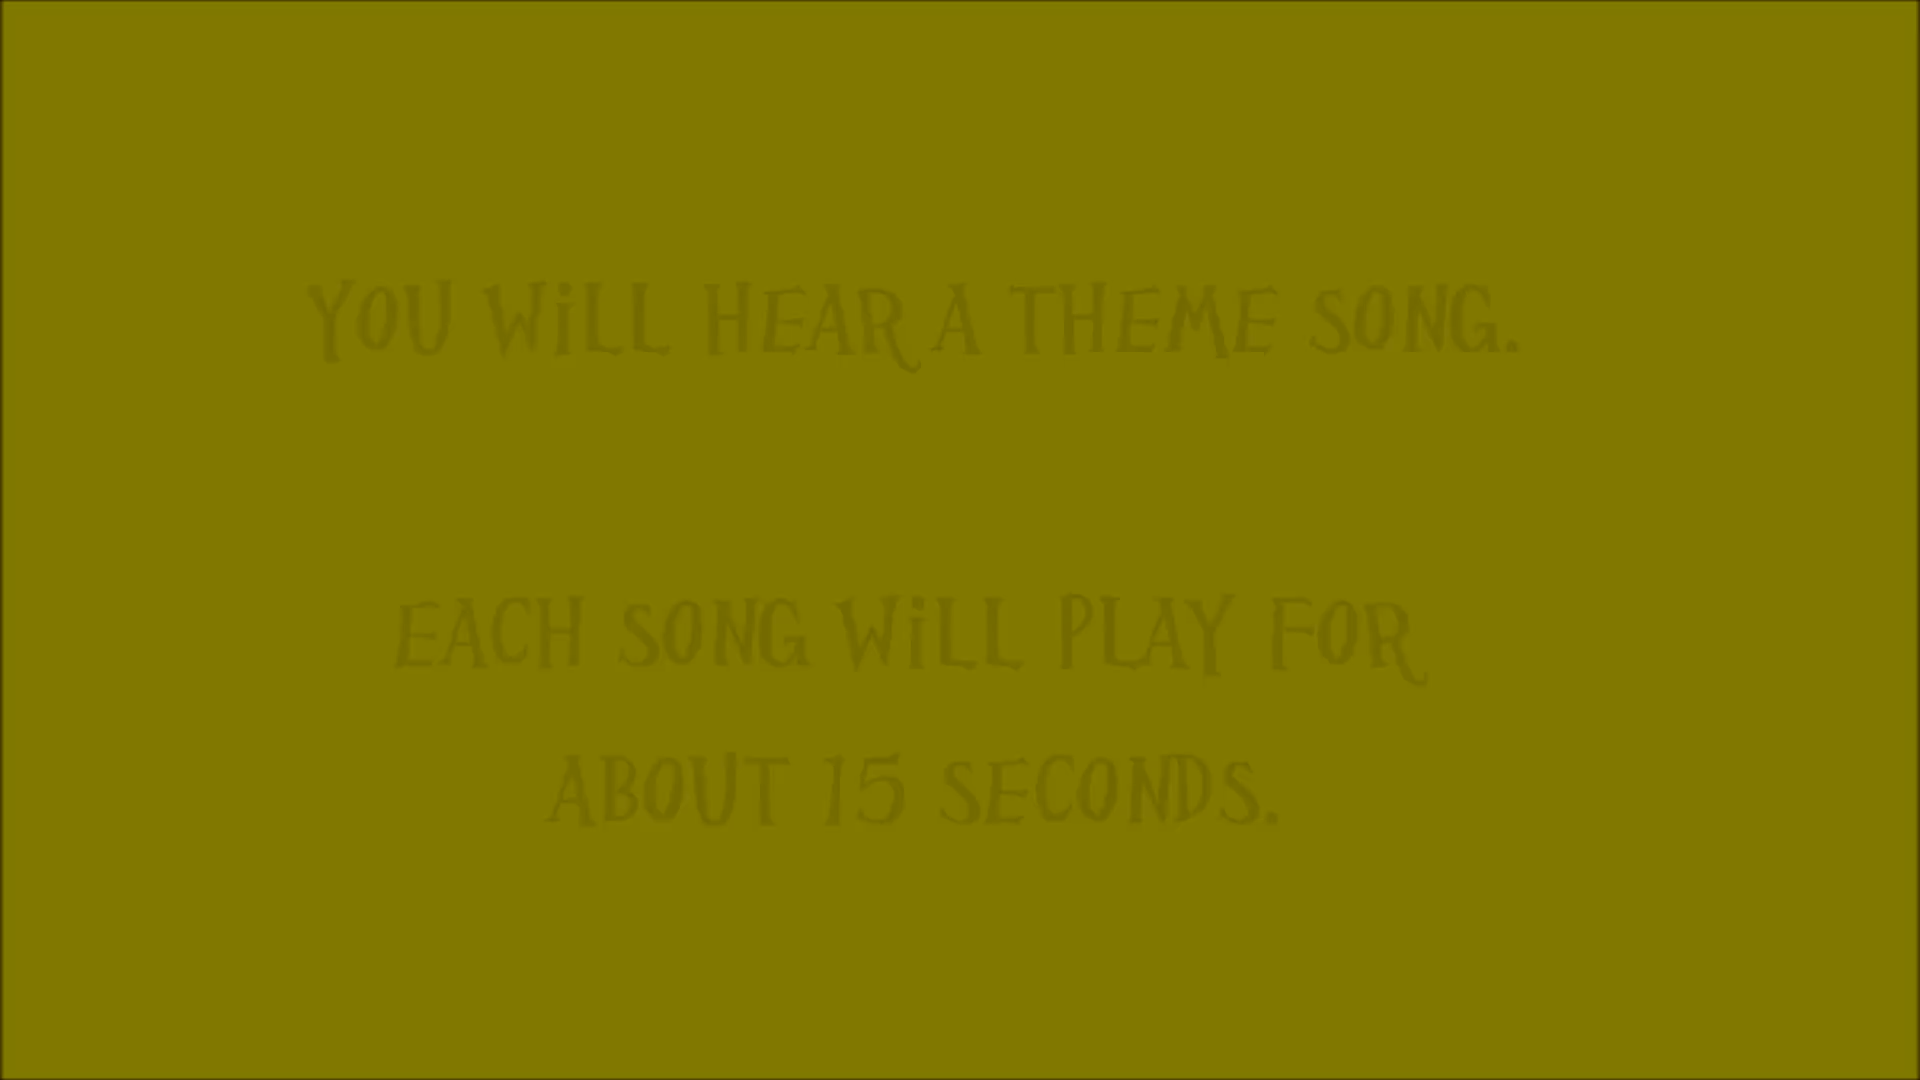 YOU WiLL HEAR A THEME SONG.
EACH SONG WiLL PLAY FOR
ABOUT 15 SECONDS.